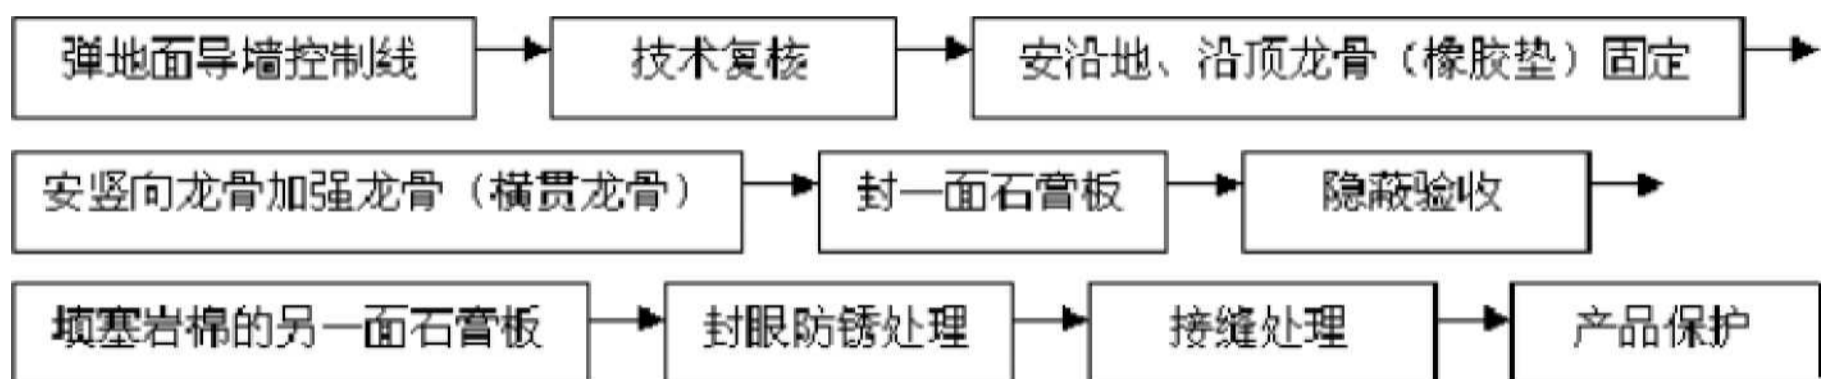 弹地面导墙控制线 技术复核 安沿地、沿顶龙骨（橡胶垫）固定
安竖向龙骨加强龙骨（横贯龙骨） 封一面石膏板 隐蔽验收
填塞岩棉的另一面石膏板 封眼防锈处理 接缝处理 产品保护